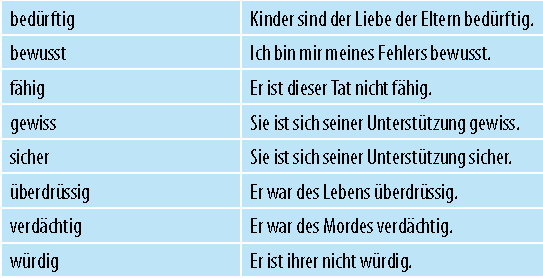 bedürftig Kinder sind der Liebe der Eltern bedürftig.
bewusst Ich bin mir meines Fehlers bewusst.
fähig Er ist dieser Tat nicht fähig.
gewiss Sie ist sich seiner Unterstützung gewiss.
sicher Sie ist sich seiner Unterstützung sicher.
überdrüssig Er war des Lebens überdrüssig.
verdächtig Er war des Mordes verdächtig.
würdig Er ist ihrer nicht würdig.